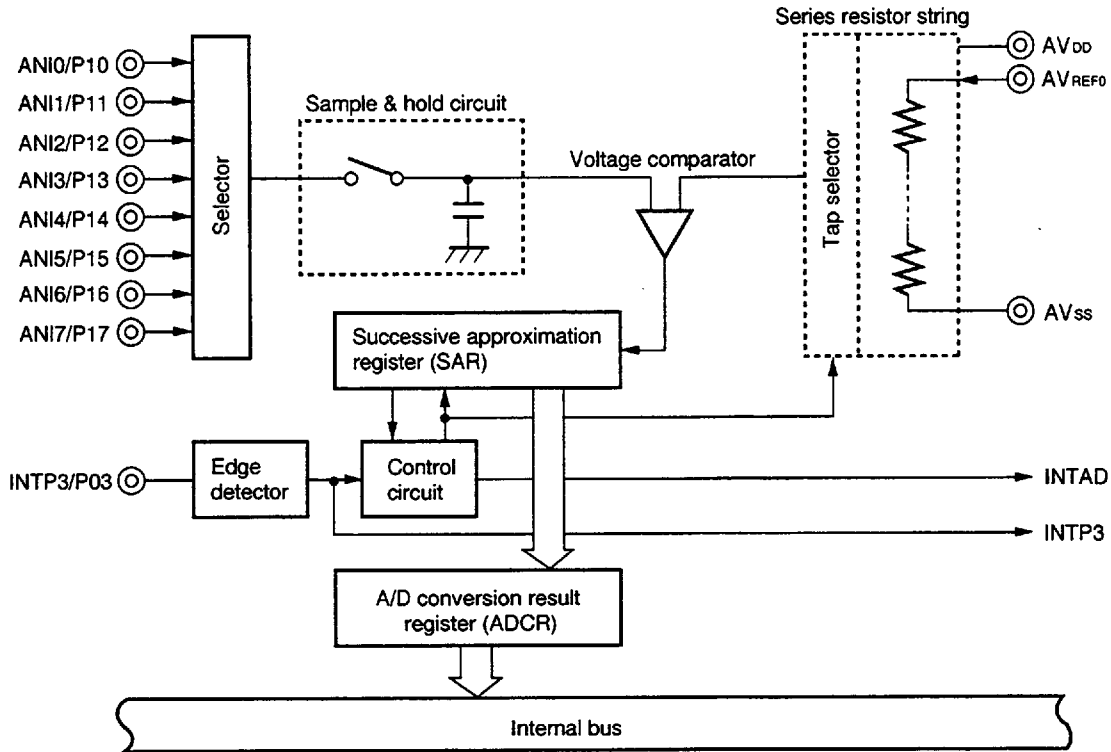 Series resistor string
ANI0/P10
ANI1/P11
ANI2/P12
ANI3/P13
ANI4/P14
ANI5/P15
ANI6/P16
ANI7/P17
Selector
Sample & hold circuit
Voltage comparator
Tap selector
AVDD
AVREF0
AVSS
Successive approximation
register (SAR)
INTP3/P03
Edge
detector
Control
circuit
INTAD
INTP3
A/D conversion result
register (ADCR)
Internal bus